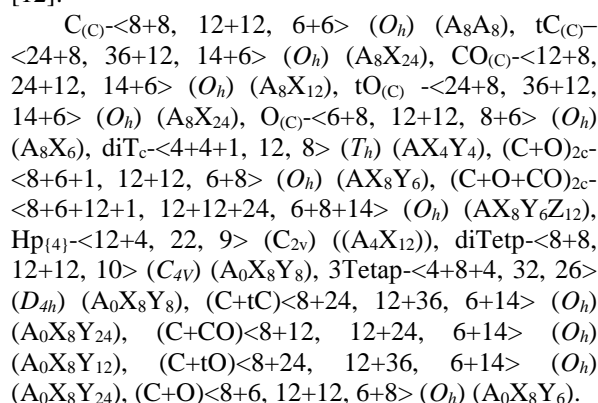 [12].
C(C)-<8+8, 12+12, 6+6> (Oh) (A8A8), tC(C)–
<24+8, 36+12, 14+6> (Oh) (A8X24), CO(C)-<12+8,
24+12, 14+6> (Oh) (A8X12), tO(C) -<24+8, 36+12,
14+6> (Oh) (A8X24), O(C)-<6+8, 12+12, 8+6> (Oh)
(A8X6), diTc-<4+4+1, 12, 8> (Th) (AX4Y4), (C+O)2c-
<8+6+1, 12+12, 6+8> (Oh) (AX8Y6), (C+O+CO)2c-
<8+6+12+1, 12+12+24, 6+8+14> (Oh) (AX8Y6Z12),
Hp{4}-<12+4, 22, 9> (C2v) ((A4X12)), diTetp-<8+8,
12+12, 10> (C4V) (A0X8Y8), 3Tetap-<4+8+4, 32, 26>
(D4h) (A0X8Y8), (C+tC)<8+24, 12+36, 6+14> (Oh)
(A0X8Y24), (C+CO)<8+12, 12+24, 6+14> (Oh)
(A0X8Y12), (C+tO)<8+24, 12+36, 6+14> (Oh)
(A0X8Y24), (C+O)<8+6, 12+12, 6+8> (Oh) (A0X8Y6).